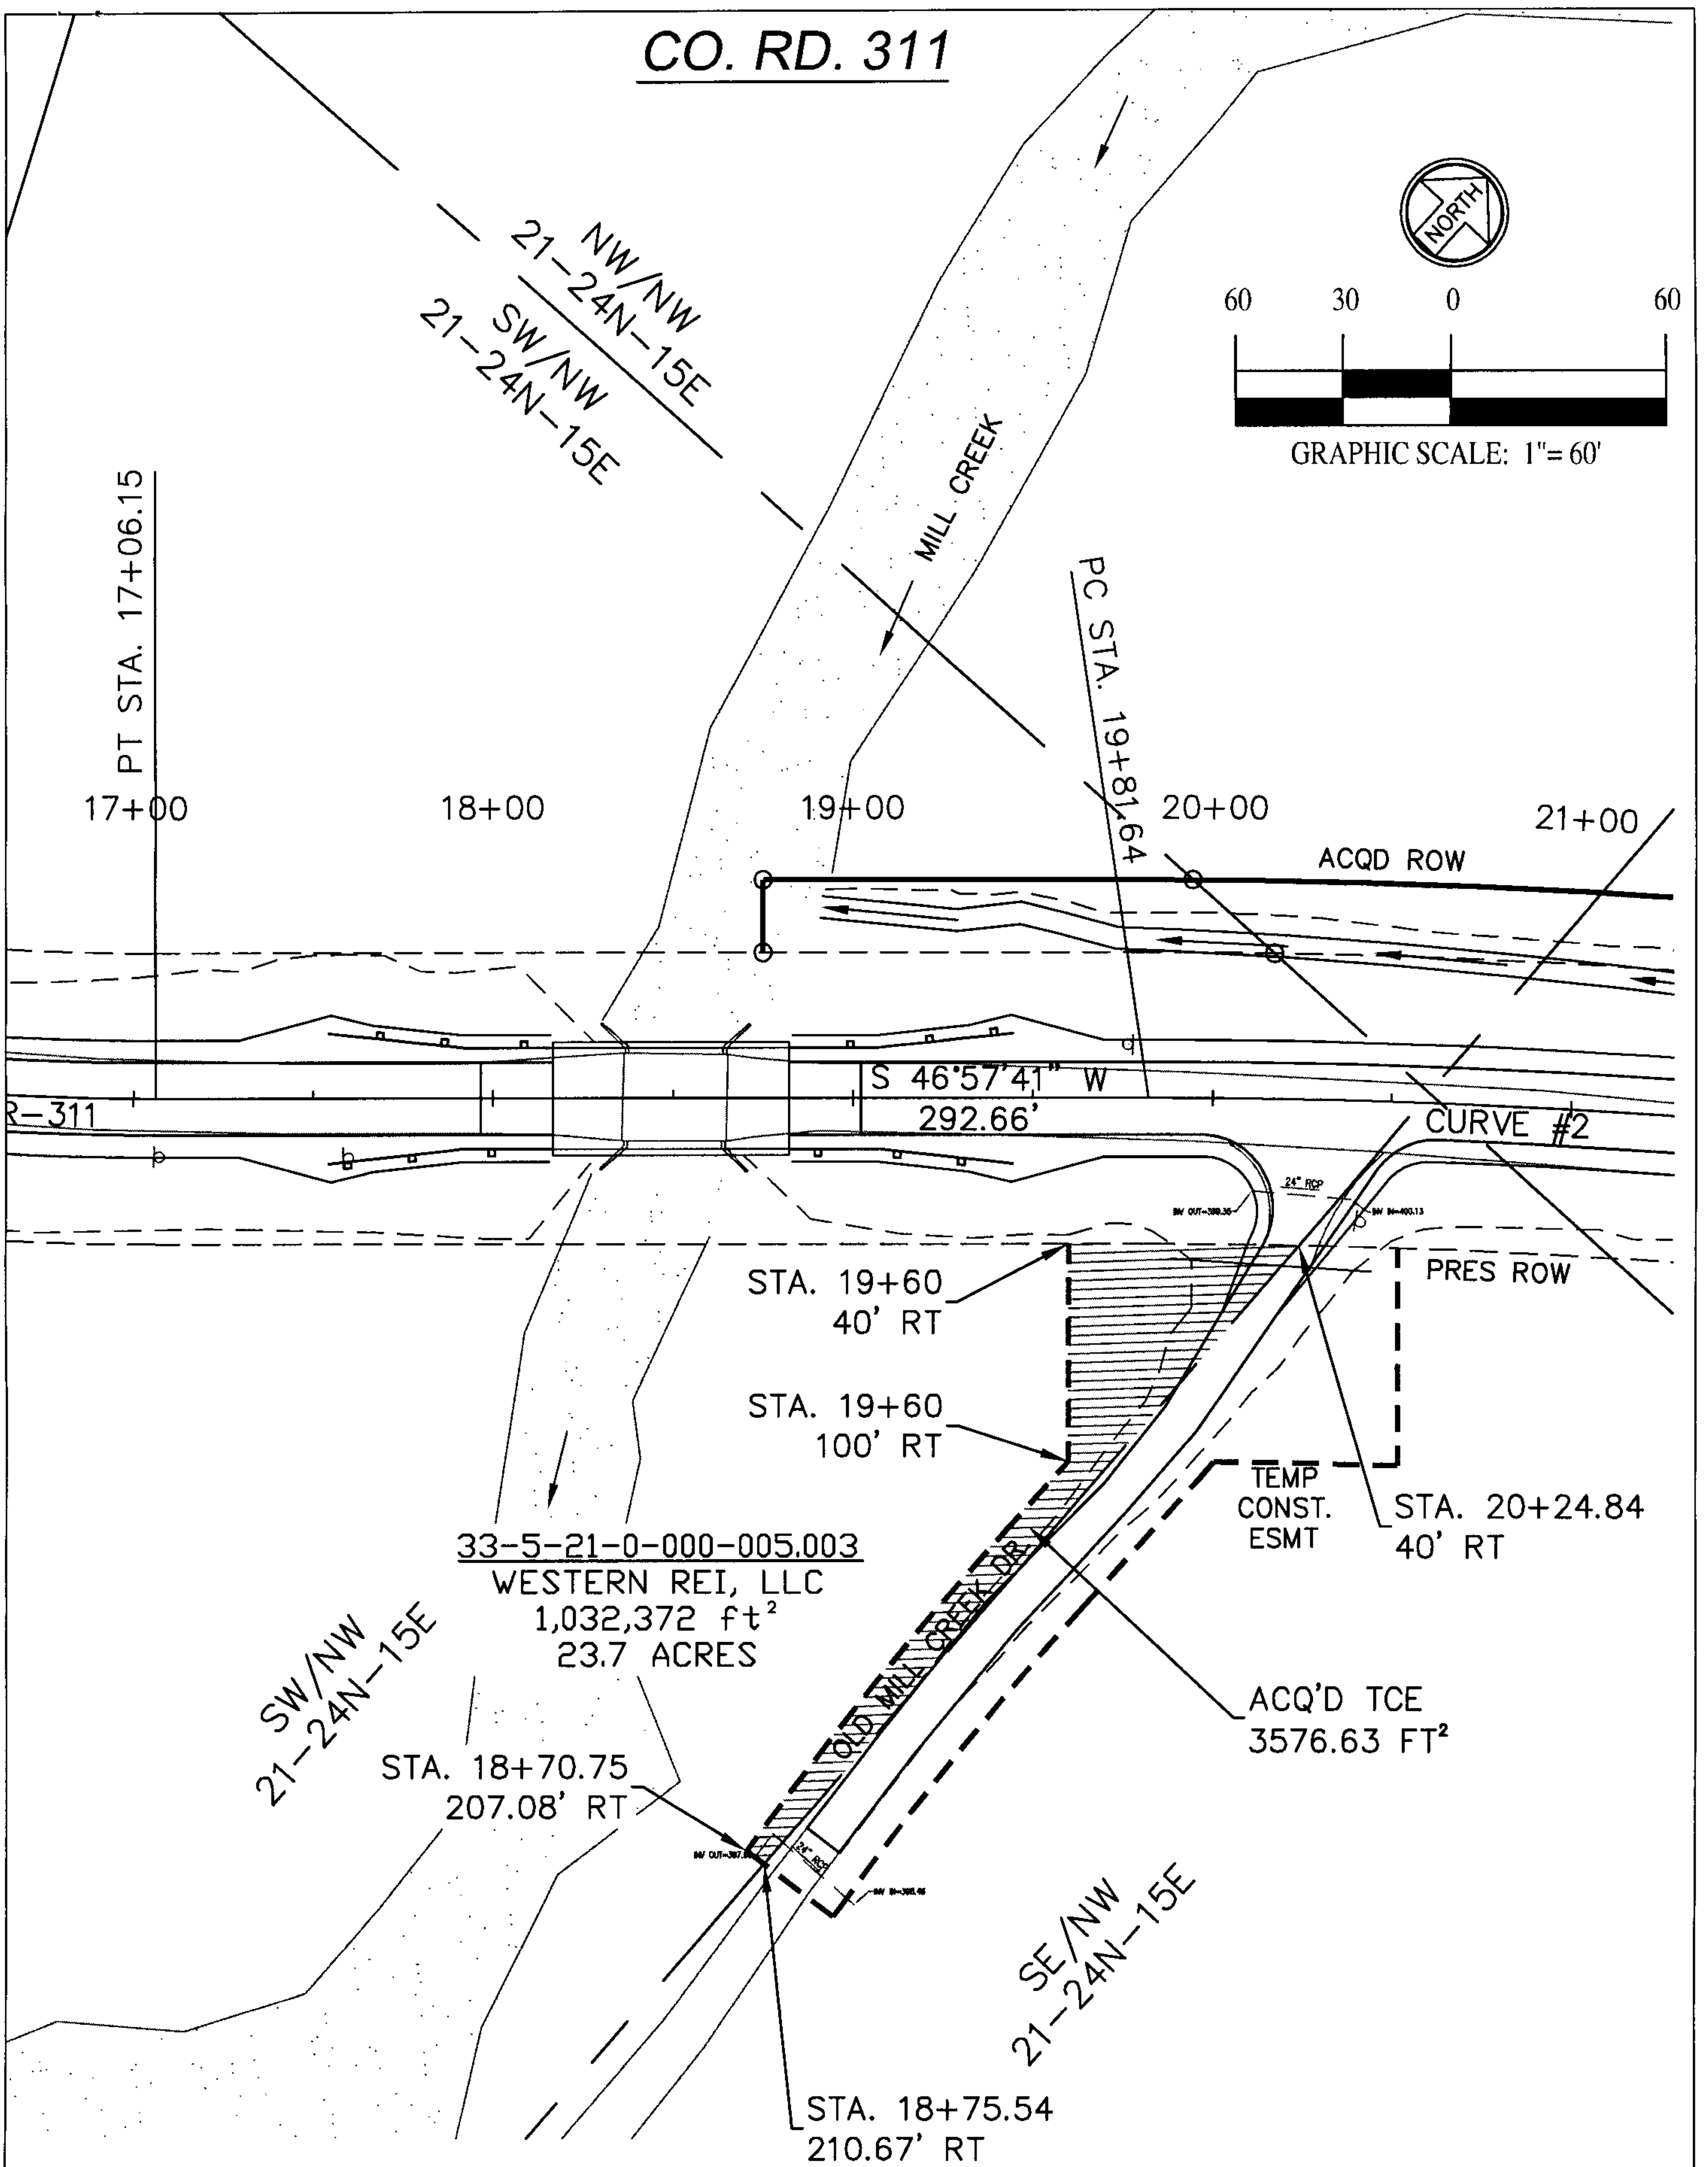 CO. RD. 311
NORTH
60 30 0 60
GRAPHIC SCALE: 1"= 60'
NW/NW
21-24N-15E
SW/NW
21-24N-15E
MILL CREEK
PT STA. 17+06.15
PC STA. 19+81.64
17+00 18+00 19+00 20+00 21+00
ACQD ROW
S 46°57'41" W
292.66'
R-311
CURVE #2
24" RCP
INV IN=400.13
PRES ROW
STA. 19+60
40' RT
STA. 19+60
100' RT
TEMP
CONST.
ESMT
STA. 20+24.84
40' RT
33-5-21-0-000-005.003
WESTERN REI, LLC
1,032,372 ft²
23.7 ACRES
OLD MILL CREEK DR
SW/NW
21-24N-15E
ACQ'D TCE
3576.63 FT²
STA. 18+70.75
207.08' RT
24" RCP
SE/NW
21-24N-15E
STA. 18+75.54
210.67' RT